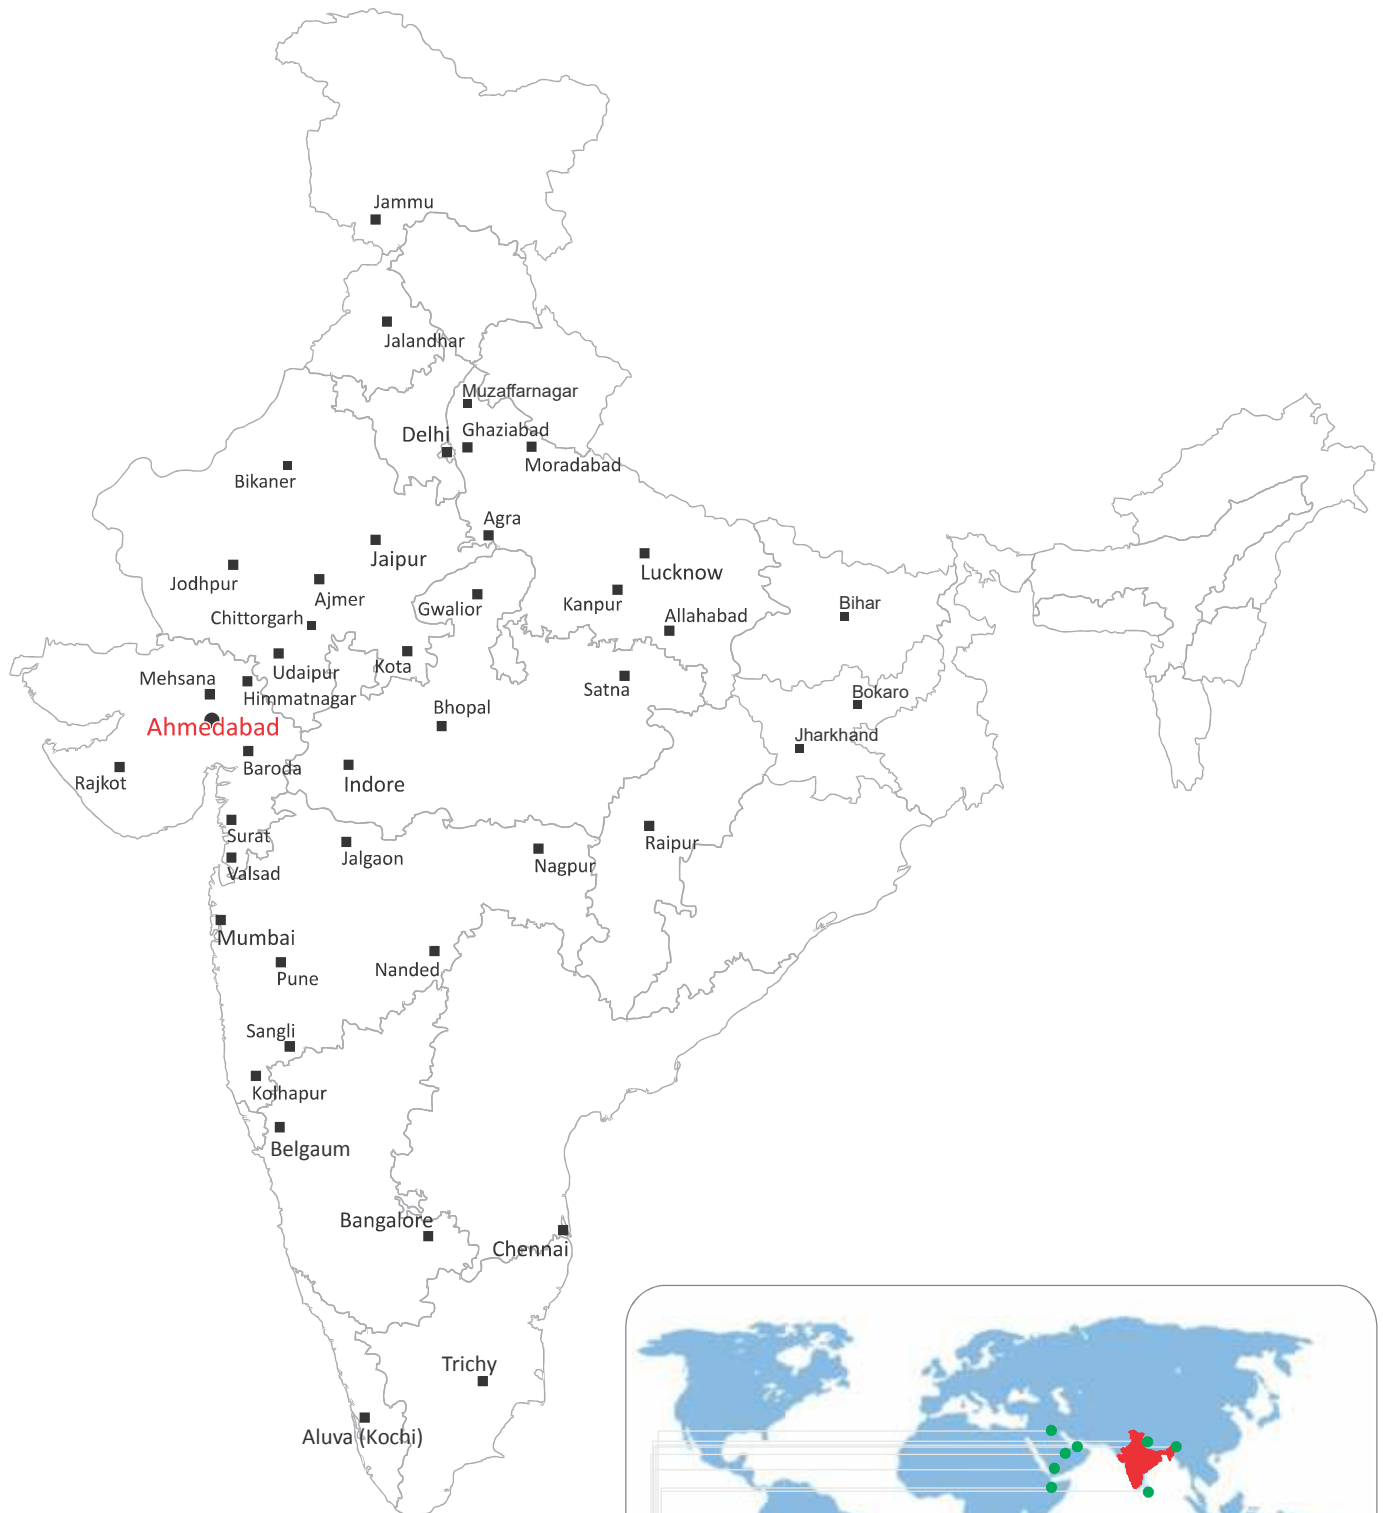 Jammu
Jalandhar
Muzaffarnagar
Delhi
Ghaziabad
Moradabad
Bikaner
Agra
Jaipur
Lucknow
Jodhpur
Ajmer
Gwalior
Kanpur
Bihar
Chittorgarh
Allahabad
Udaipur
Kota
Mehsana
Himmatnagar
Satna
Bokaro
Bhopal
Ahmedabad
Jharkhand
Baroda
Rajkot
Indore
Surat
Jalgaon
Nagpur
Raipur
Valsad
Mumbai
Pune
Nanded
Sangli
Kolhapur
Belgaum
Bangalore
Chennai
Trichy
Aluva (Kochi)